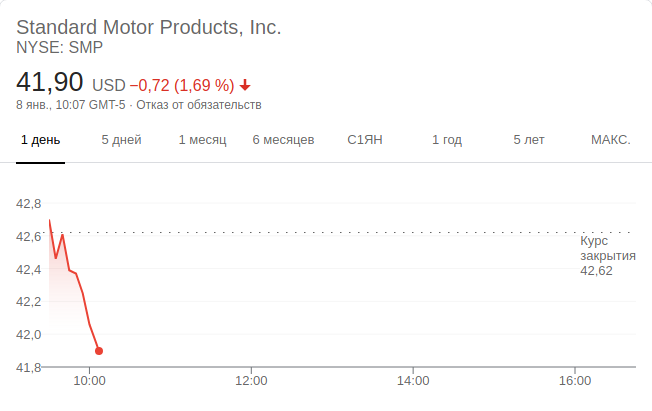 Standard Motor Products, Inc.
NYSE: SMP
41,90 USD −0,72 (1,69 %)
8 янв., 10:07 GMT-5 · Отказ от обязательств
1 день 5 дней 1 месяц 6 месяцев С1ЯН 1 год 5 лет МАКС.
42,8
42,6
Курс
закрытия
42,62
42,4
42,2
42,0
41,8
10:00 12:00 14:00 16:00